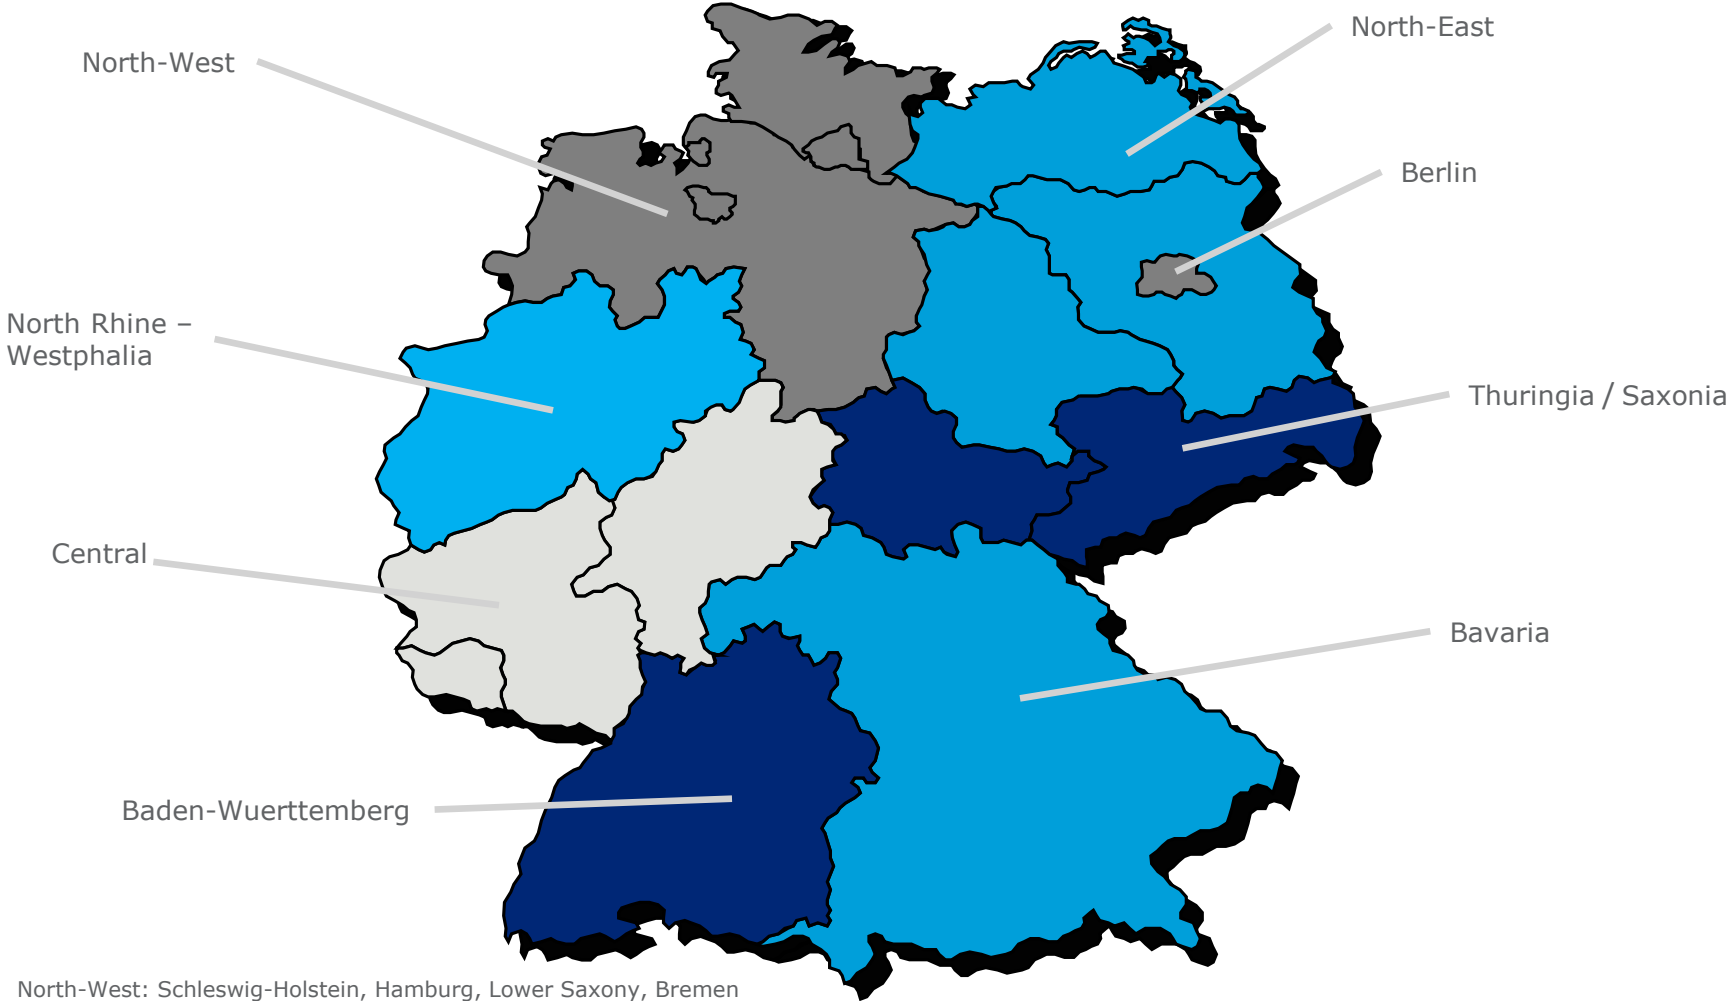 North-East
North-West
Berlin
North Rhine –
Westphalia
Thuringia / Saxonia
Central
Bavaria
Baden-Wuerttemberg
North-West: Schleswig-Holstein, Hamburg, Lower Saxony, Bremen